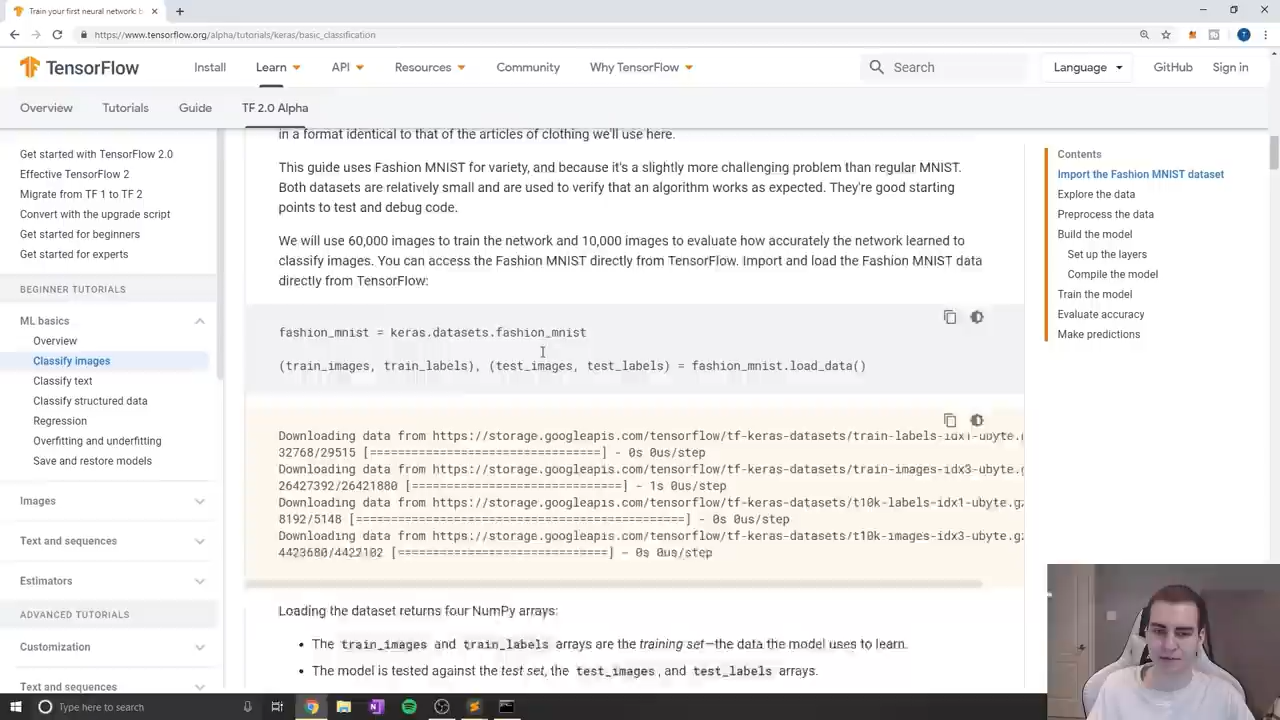 Train your first neural network: b
https://www.tensorflow.org/alpha/tutorials/keras/basic_classification
TensorFlow
Install
Learn
API
Resources
Community
Why TensorFlow
Search
Language
GitHub
Sign in
Overview
Tutorials
Guide
TF 2.0 Alpha
Get started with TensorFlow 2.0
Effective TensorFlow 2
Migrate from TF 1 to TF 2
Convert with the upgrade script
Get started for beginners
Get started for experts
BEGINNER TUTORIALS
ML basics
Overview
Classify images
Classify text
Classify structured data
Regression
Overfitting and underfitting
Save and restore models
Images
Text and sequences
Estimators
ADVANCED TUTORIALS
Customization
Text and sequences
in a format identical to that of the articles of clothing we'll use here.
This guide uses Fashion MNIST for variety, and because it's a slightly more challenging problem than regular MNIST.
Both datasets are relatively small and are used to verify that an algorithm works as expected. They're good starting
points to test and debug code.
We will use 60,000 images to train the network and 10,000 images to evaluate how accurately the network learned to
classify images. You can access the Fashion MNIST directly from TensorFlow. Import and load the Fashion MNIST data
directly from TensorFlow:
fashion_mnist = keras.datasets.fashion_mnist
(train_images, train_labels), (test_images, test_labels) = fashion_mnist.load_data()
Downloading data from https://storage.googleapis.com/tensorflow/tf-keras-datasets/train-labels-idx1-ubyte.
32768/29515 [==============================] - 0s 0us/step
Downloading data from https://storage.googleapis.com/tensorflow/tf-keras-datasets/train-images-idx3-ubyte.g
26427392/26421880 [==============================] - 1s 0us/step
Downloading data from https://storage.googleapis.com/tensorflow/tf-keras-datasets/t10k-labels-idx1-ubyte.gz
8192/5148 [===============================================] - 0s 0us/step
Downloading data from https://storage.googleapis.com/tensorflow/tf-keras-datasets/t10k-images-idx3-ubyte.gz
4423680/4422102 [==============================] - 0s 0us/step
Loading the dataset returns four NumPy arrays:
• The train_images and train_labels arrays are the training set—the data the model uses to learn.
• The model is tested against the test set, the test_images, and test_labels arrays.
Contents
Import the Fashion MNIST dataset
Explore the data
Preprocess the data
Build the model
Set up the layers
Compile the model
Train the model
Evaluate accuracy
Make predictions
Type here to search